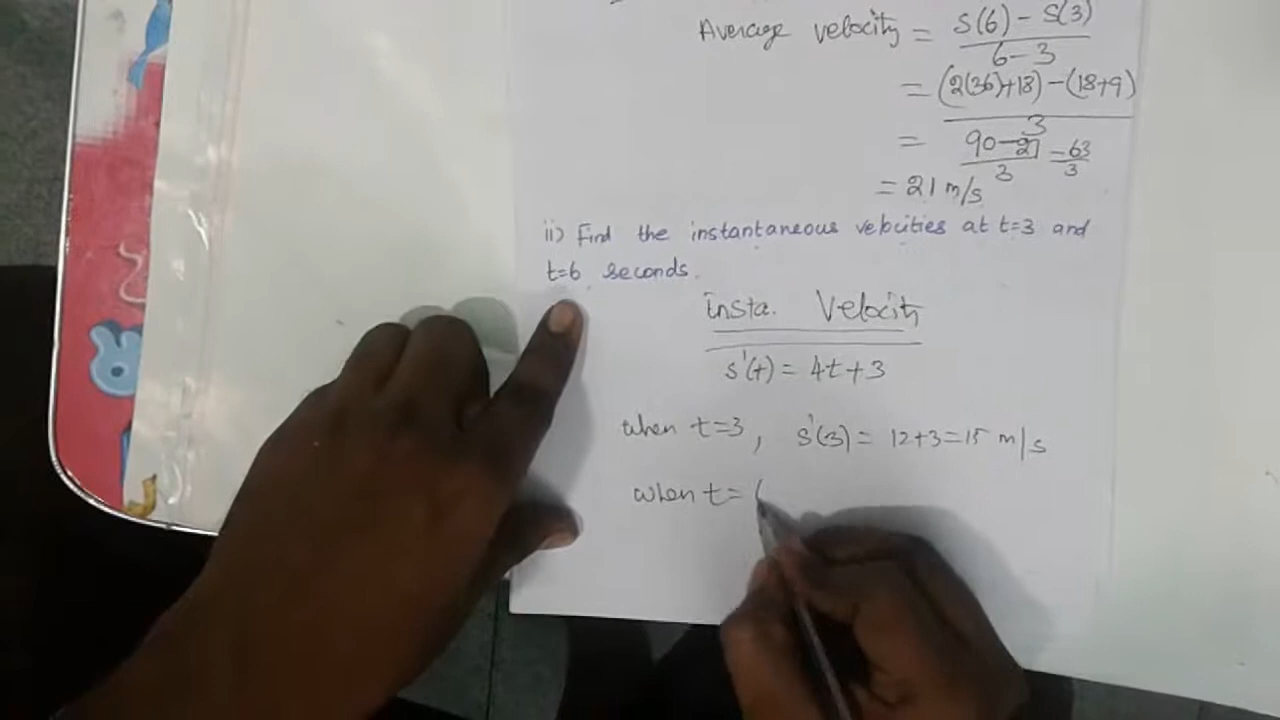 Average velocity = S(6) - S(3) / 6-3
= (2(36)+18) - (18+9) / 3
= 90-27 / 3 = 63/3
= 21 m/s
ii) Find the instantaneous velocities at t=3 and
t=6 seconds.
insta. Velocity
s'(t) = 4t+3
when t=3, s'(3) = 12+3=15 m/s
when t=